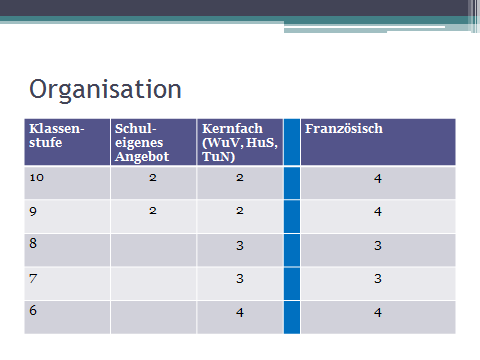 Organisation
Klassen-
stufe
Schul-
eigenes
Angebot
Kernfach
(WuV, HuS,
TuN)
Französisch
10 2 2 4
9 2 2 4
8 3 3
7 3 3
6 4 4